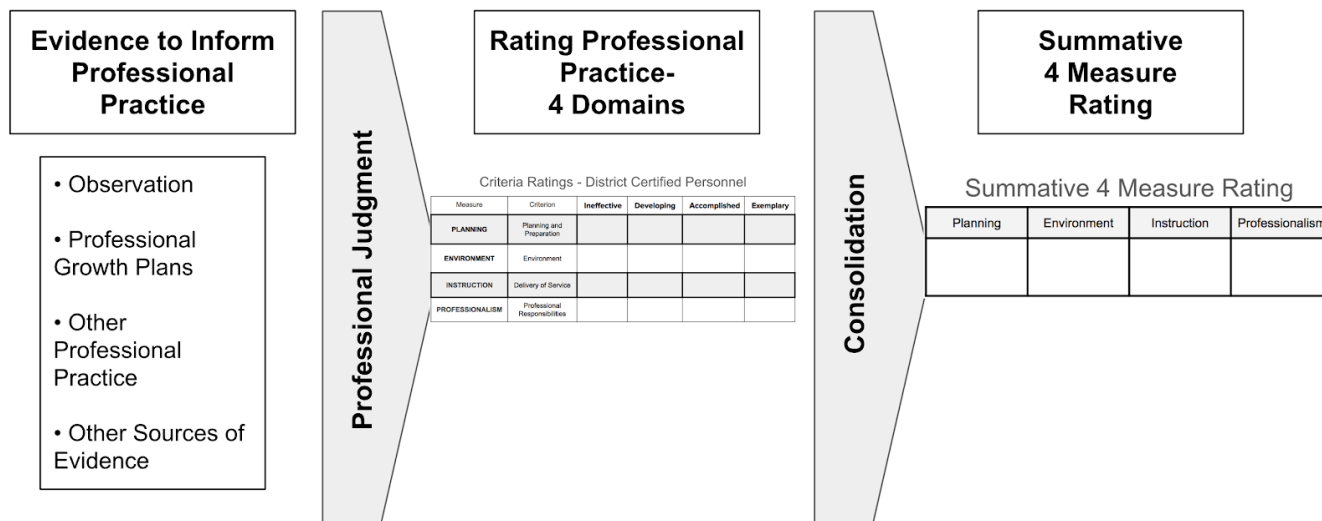 Evidence to Inform
Professional
Practice
• Observation
• Professional
Growth Plans
• Other
Professional
Practice
• Other Sources of
Evidence
Professional Judgment
Rating Professional
Practice-
4 Domains
Criteria Ratings - District Certified Personnel
Measure Criterion Ineffective Developing Accomplished Exemplary
PLANNING Planning and
Preparation
ENVIRONMENT Environment
INSTRUCTION Delivery of Service
PROFESSIONALISM Professional
Responsibilities
Consolidation
Summative
4 Measure
Rating
Summative 4 Measure Rating
Planning Environment Instruction Professionalism